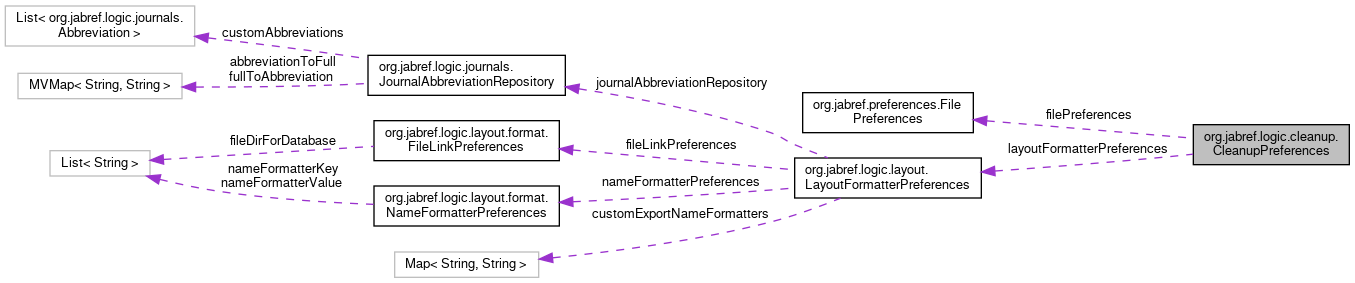 List< org.jabref.logic.journals.
Abbreviation >
customAbbreviations
abbreviationToFull
fullToAbbreviation
MVMap< String, String >
org.jabref.logic.journals.
JournalAbbreviationRepository
journalAbbreviationRepository
org.jabref.preferences.File
Preferences
filePreferences
org.jabref.logic.cleanup.
CleanupPreferences
layoutFormatterPreferences
fileDirForDatabase
org.jabref.logic.layout.format.
FileLinkPreferences
fileLinkPreferences
List< String >
nameFormatterKey
nameFormatterValue
org.jabref.logic.layout.format.
NameFormatterPreferences
nameFormatterPreferences
org.jabref.logic.layout.
LayoutFormatterPreferences
customExportNameFormatters
Map< String, String >